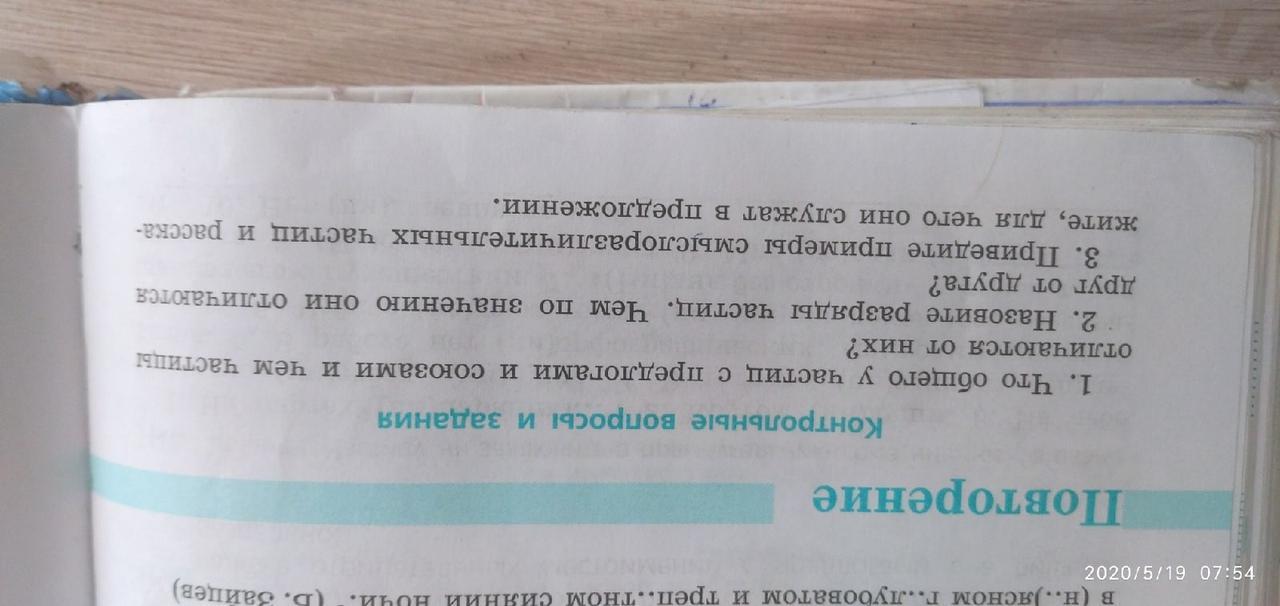 в (н..)ясном г..лубоватом и треп..тном сиянии ночи. (Б. Зайцев)
Повторение
Контрольные вопросы и задания
1. Что общего у частиц с предлогами и союзами и чем частицы
отличаются от них?
2. Назовите разряды частиц. Чем по значению они отличаются
друг от друга?
3. Приведите примеры смыслоразличительных частиц и расска-
жите, для чего они служат в предложении.
2020/5/19 07:54